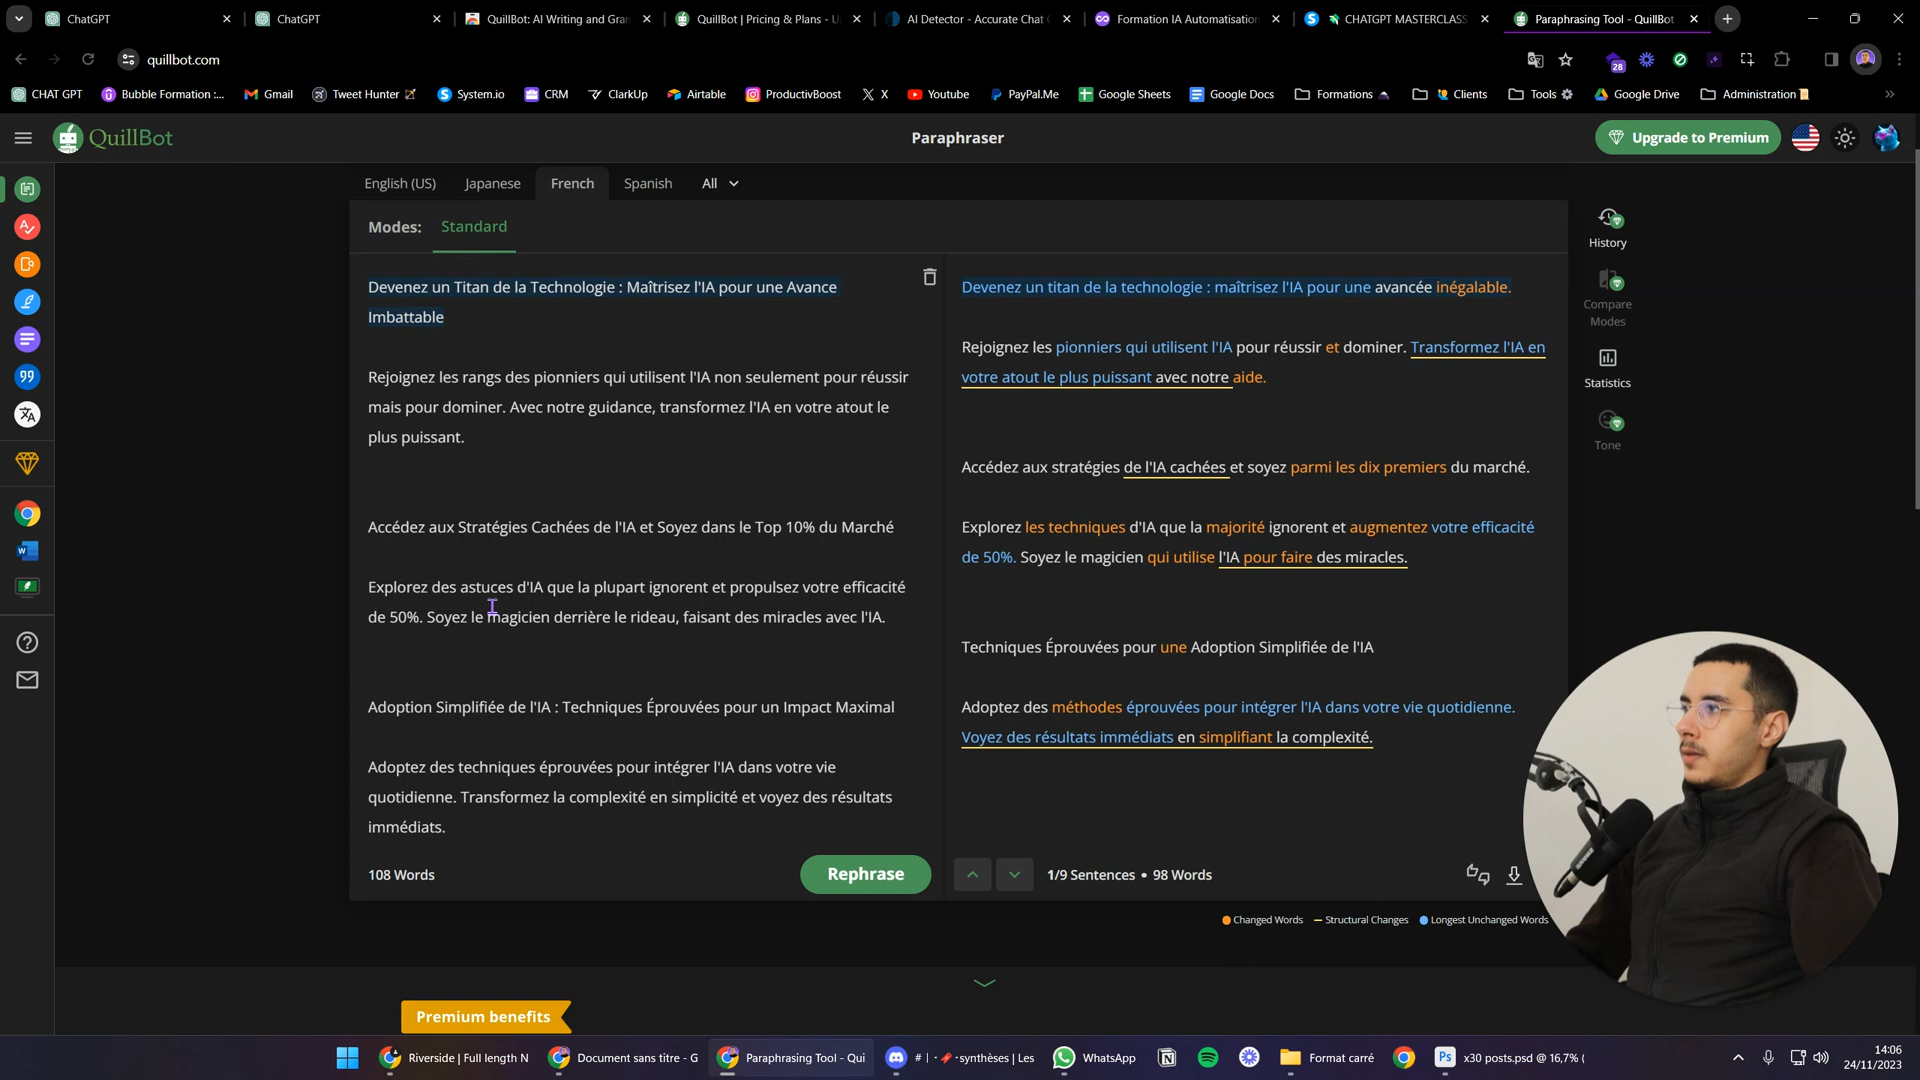 ChatGPT
ChatGPT
QuillBot: AI Writing and Gran
QuillBot | Pricing & Plans - U
AI Detector - Accurate Chat
Formation IA Automatisation
CHATGPT MASTERCLASS
Paraphrasing Tool - QuillBot
quillbot.com
28
CHAT GPT
Bubble Formation :...
Gmail
Tweet Hunter
System.io
CRM
ClarkUp
Airtable
ProductivBoost
X
Youtube
PayPal.Me
Google Sheets
Google Docs
Formations
Clients
Tools
Google Drive
Administration
QuillBot
Paraphraser
Upgrade to Premium
English (US)
Japanese
French
Spanish
All
Modes:
Standard
Devenez un Titan de la Technologie : Maîtrisez l'IA pour une Avance
Imbattable
Rejoignez les rangs des pionniers qui utilisent l'IA non seulement pour réussir
mais pour dominer. Avec notre guidance, transformez l'IA en votre atout le
plus puissant.
Accédez aux Stratégies Cachées de l'IA et Soyez dans le Top 10% du Marché
Explorez des astuces d'IA que la plupart ignorent et propulsez votre efficacité
de 50%. Soyez le magicien derrière le rideau, faisant des miracles avec l'IA.
Adoption Simplifiée de l'IA : Techniques Éprouvées pour un Impact Maximal
Adoptez des techniques éprouvées pour intégrer l'IA dans votre vie
quotidienne. Transformez la complexité en simplicité et voyez des résultats
immédiats.
108 Words
Rephrase
Devenez un titan de la technologie : maîtrisez l'IA pour une avancée inégalable.
Rejoignez les pionniers qui utilisent l'IA pour réussir et dominer. Transformez l'IA en
votre atout le plus puissant avec notre aide.
Accédez aux stratégies de l'IA cachées et soyez parmi les dix premiers du marché.
Explorez les techniques d'IA que la majorité ignorent et augmentez votre efficacité
de 50%. Soyez le magicien qui utilise l'IA pour faire des miracles.
Techniques Éprouvées pour une Adoption Simplifiée de l'IA
Adoptez des méthodes éprouvées pour intégrer l'IA dans votre vie quotidienne.
Voyez des résultats immédiats en simplifiant la complexité.
1/9 Sentences • 98 Words
Changed Words
Structural Changes
Longest Unchanged Words
History
Compare
Modes
Statistics
Tone
Premium benefits
Riverside | Full length N
Document sans titre - G
Paraphrasing Tool - Qui
# | ・synthèses | Les
WhatsApp
Format carré
x30 posts.psd @ 16,7% (
14:06
24/11/2023